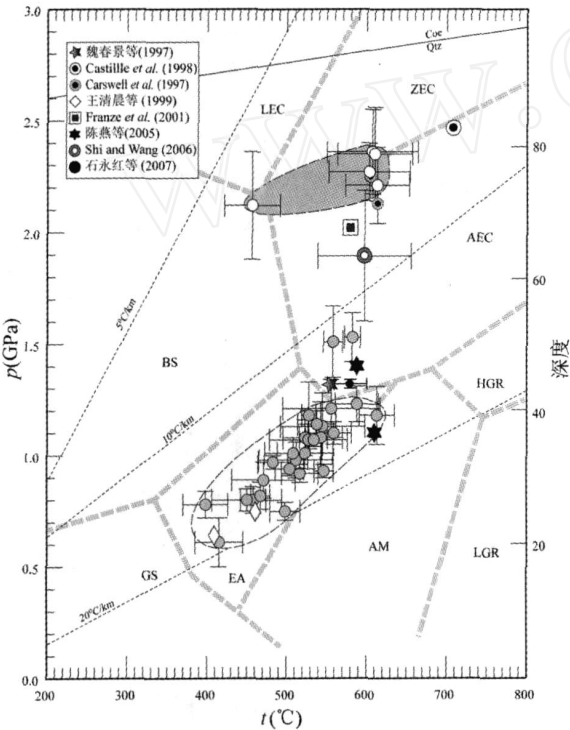 3.0
2.5
2.0
1.5
1.0
0.5
0.0
p(GPa)
魏春景等(1997)
Castillle et al. (1998)
Carswell et al. (1997)
王清晨等(1999)
Franze et al. (2001)
陈燕等(2005)
Shi and Wang (2006)
石永红等(2007)
Coe
Qtz
LEC
ZEC
AEC
BS
HGR
GS
EA
AM
LGR
5°C/km
10°C/km
20°C/km
80
60
40
20
深度
200
300
400
500
600
700
800
t(℃)
WWW.